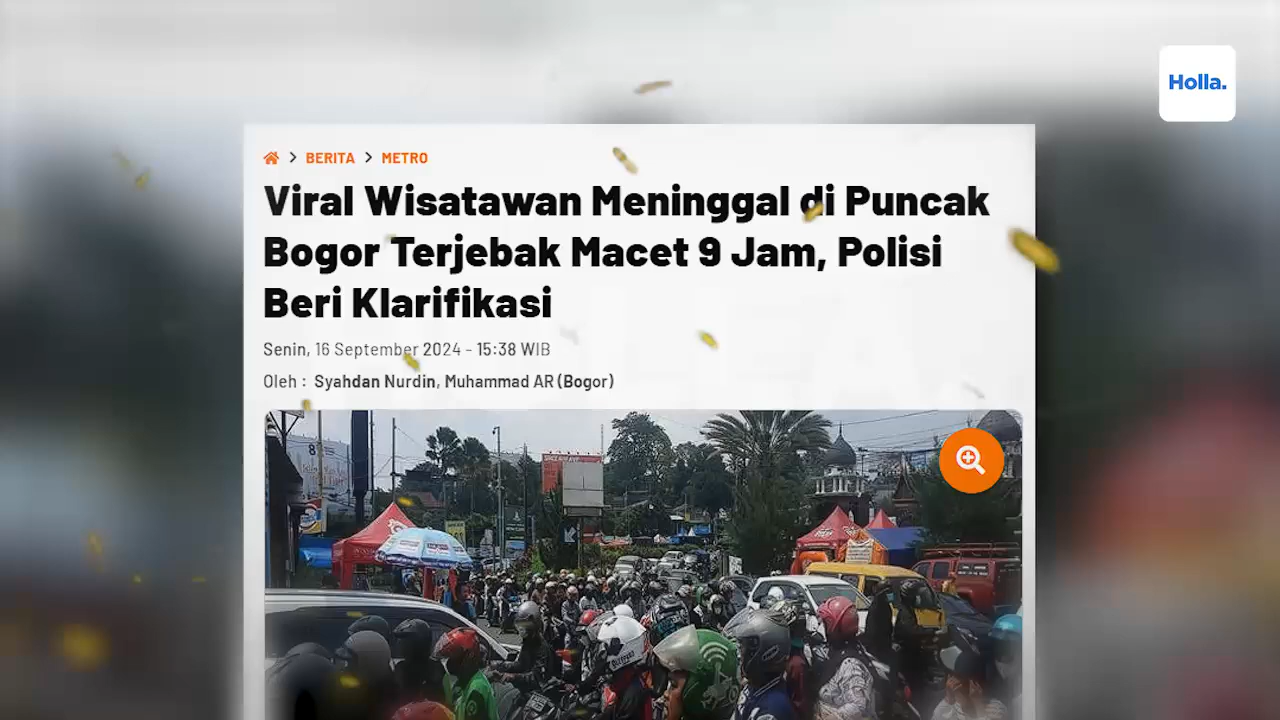 Holla.
BERITA > METRO
Viral Wisatawan Meninggal di Puncak
Bogor Terjebak Macet 9 Jam, Polisi
Beri Klarifikasi
Senin, 16 September 2024 - 15:38 WIB
Oleh : Syahdan Nurdin, Muhammad AR (Bogor)